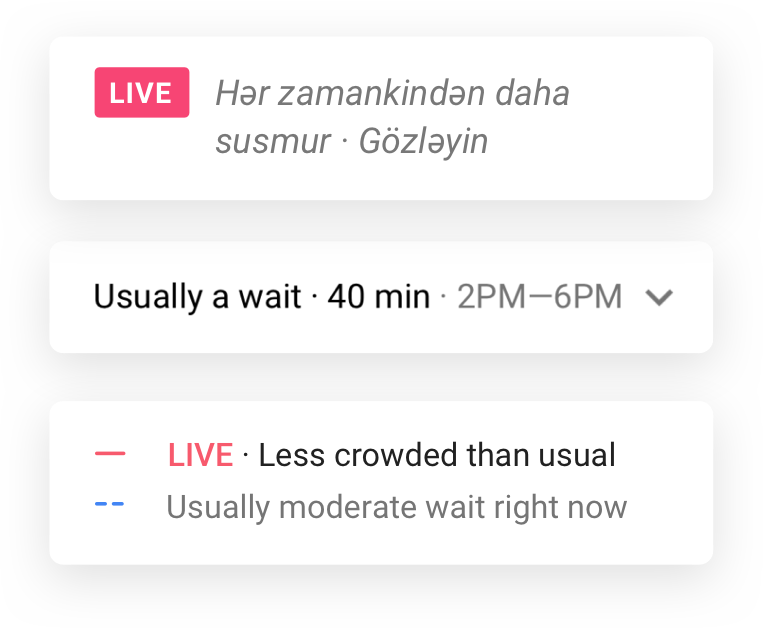 LIVE Hər zamankindən daha
susmur · Gözləyin
Usually a wait · 40 min · 2PM—6PM
LIVE · Less crowded than usual
Usually moderate wait right now